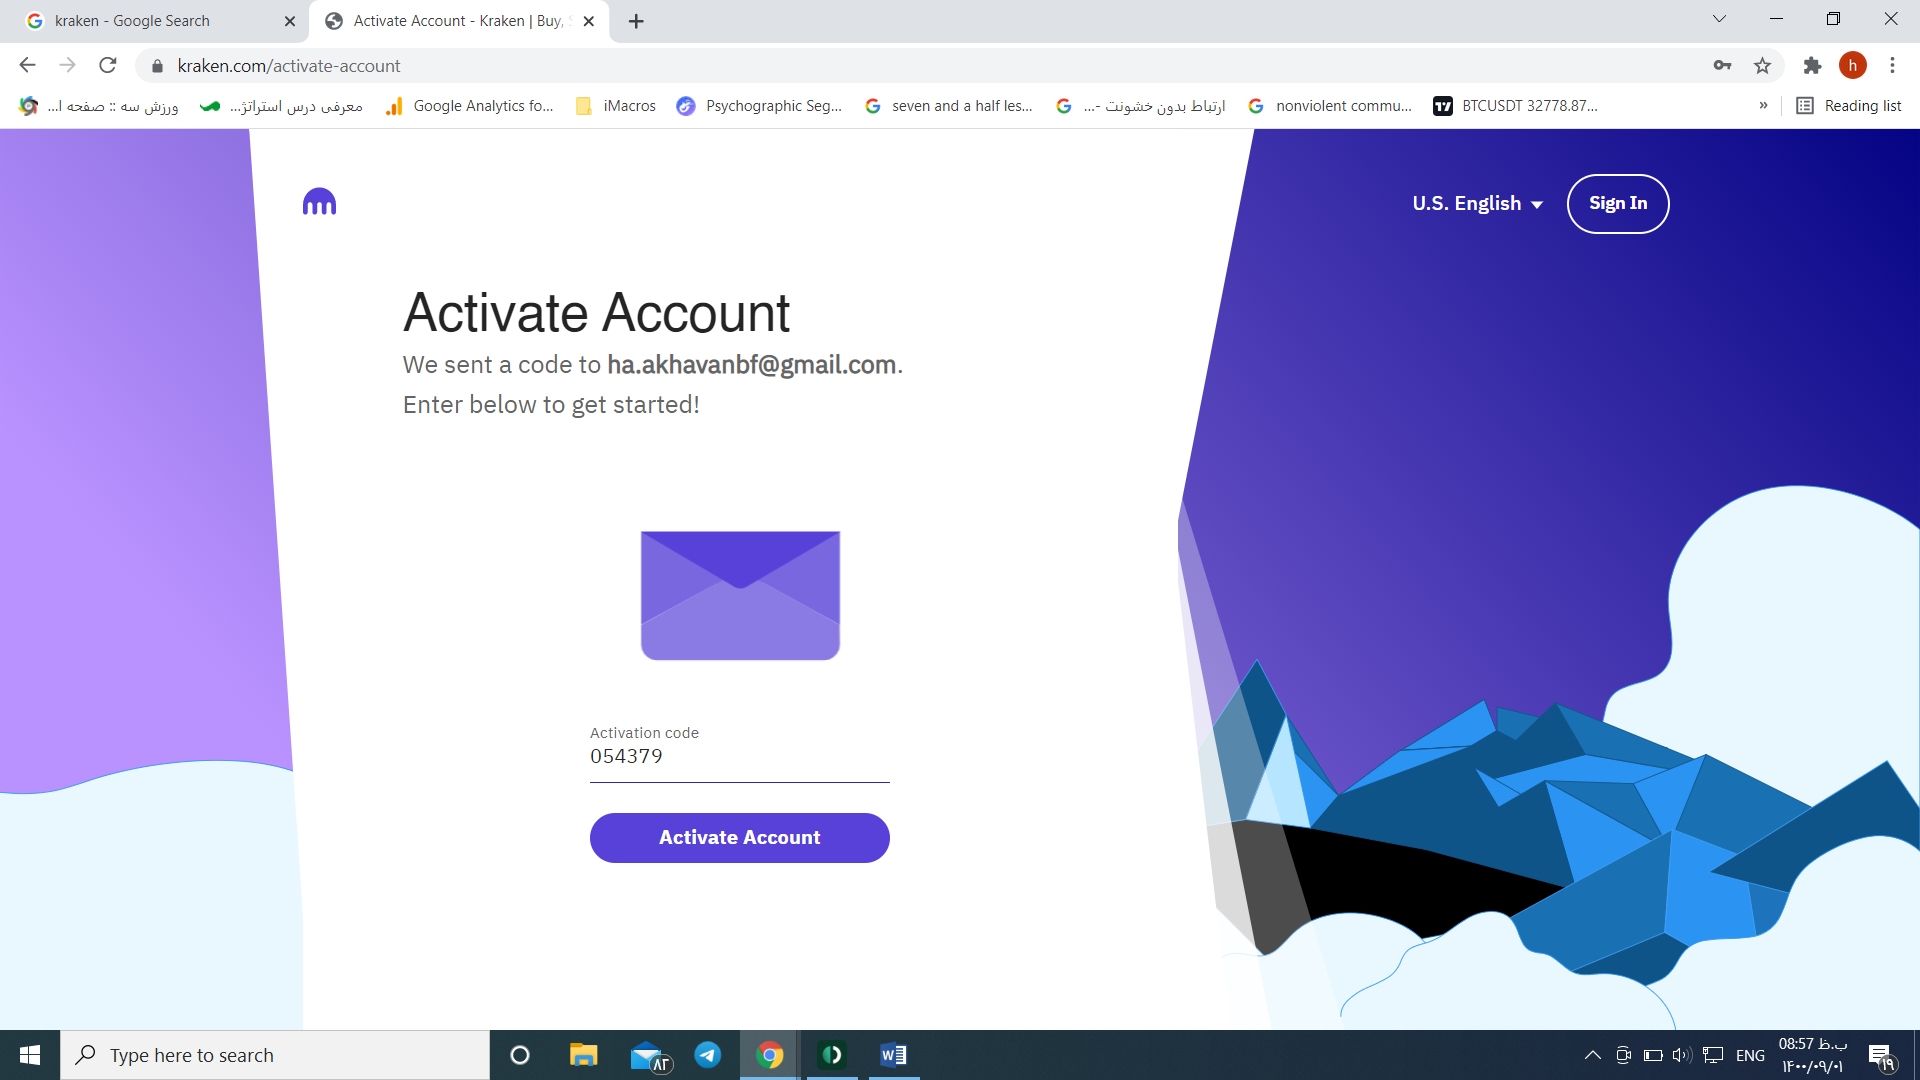 kraken - Google Search
Activate Account - Kraken | Buy,
kraken.com/activate-account
h
ورزش سه :: صفحه ا...
معرفی درس استراتژ...
Google Analytics fo...
iMacros
Psychographic Seg...
seven and a half les...
ارتباط بدون خشونت -...
nonviolent commu...
BTCUSDT 32778.87...
»
Reading list
U.S. English
Sign In
Activate Account
We sent a code to ha.akhavanbf@gmail.com.
Enter below to get started!
Activation code
054379
Activate Account
Type here to search
۸۲
W
ENG
08:57 ب.ظ
۱۴۰۰/۰۹/۰۱
۱۹